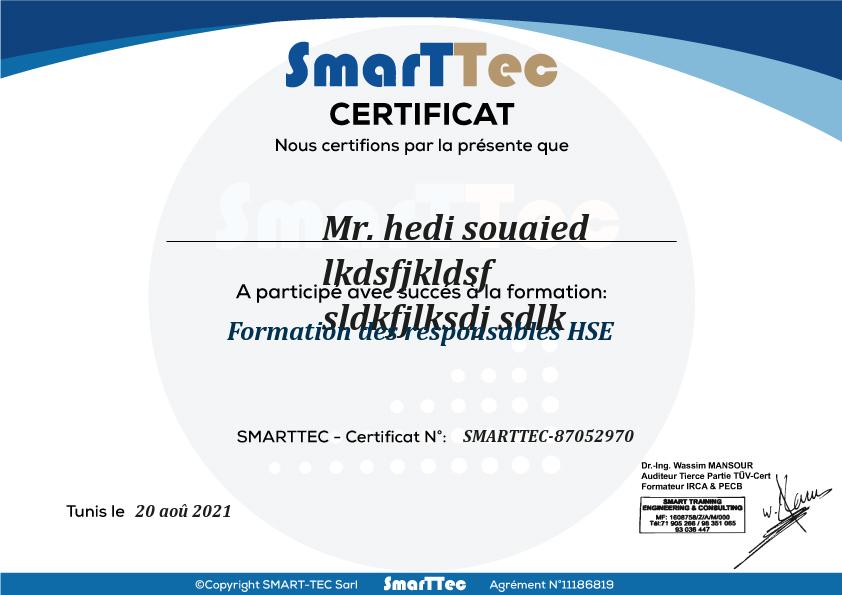 SmarTTec
CERTIFICAT
Nous certifions par la présente que
SmarTTec
Mr. hedi souaied
lkdsfjkldsf
A participé avec succés à la formation:
sldkfjlksdj sdlk
Formation des responsables HSE
SMARTTEC - Certificat N°: SMARTTEC-87052970
Dr.-Ing. Wassim MANSOUR
Auditeur Tierce Partie TÜV-Cert
Formateur IRCA & PECB
SMART TRAINING
ENGINEERING & CONSULTING
MF: 1608758/Z/A/M/000
Tél:71 905 266 / 98 351 065
93 036 447
Tunis le 20 aoû 2021
©Copyright SMART-TEC Sarl SmarTTec Agrément N°11186819